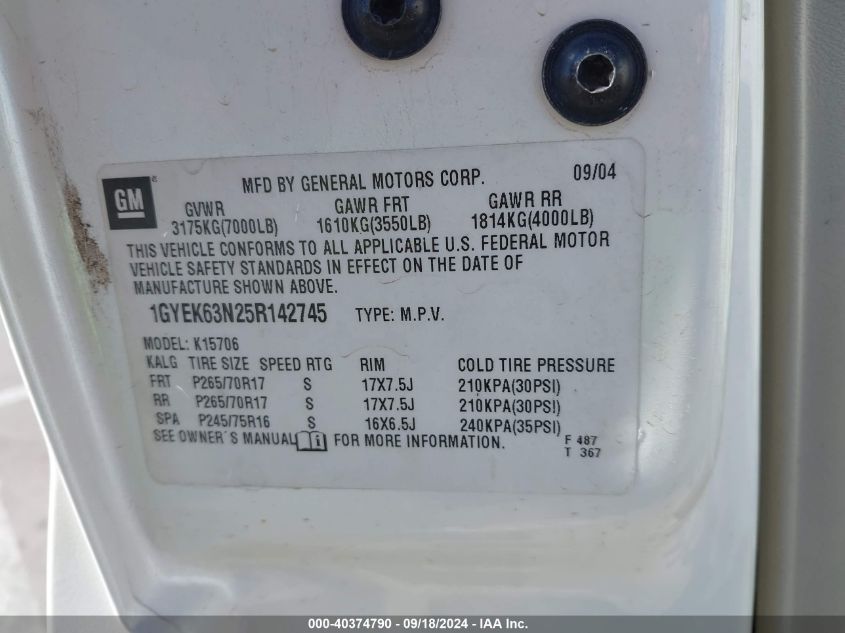 GM ® MFD BY GENERAL MOTORS CORP. 09/04
GVWR GAWR FRT GAWR RR
3175KG(7000LB) 1610KG(3550LB) 1814KG(4000LB)
THIS VEHICLE CONFORMS TO ALL APPLICABLE U.S. FEDERAL MOTOR
VEHICLE SAFETY STANDARDS IN EFFECT ON THE DATE OF
MANUFACTURE SHOWN ABOVE.
1GYEK63N25R142745 TYPE: M.P.V.
MODEL: K15706
KALG TIRE SIZE SPEED RTG RIM COLD TIRE PRESSURE
FRT P265/70R17 S 17X7.5J 210KPA(30PSI)
RR P265/70R17 S 17X7.5J 210KPA(30PSI)
SPA P245/75R16 S 16X6.5J 240KPA(35PSI)
SEE OWNER'S MANUAL i FOR MORE INFORMATION. F 487
T 367
000-40374790 - 09/18/2024 - IAA Inc.